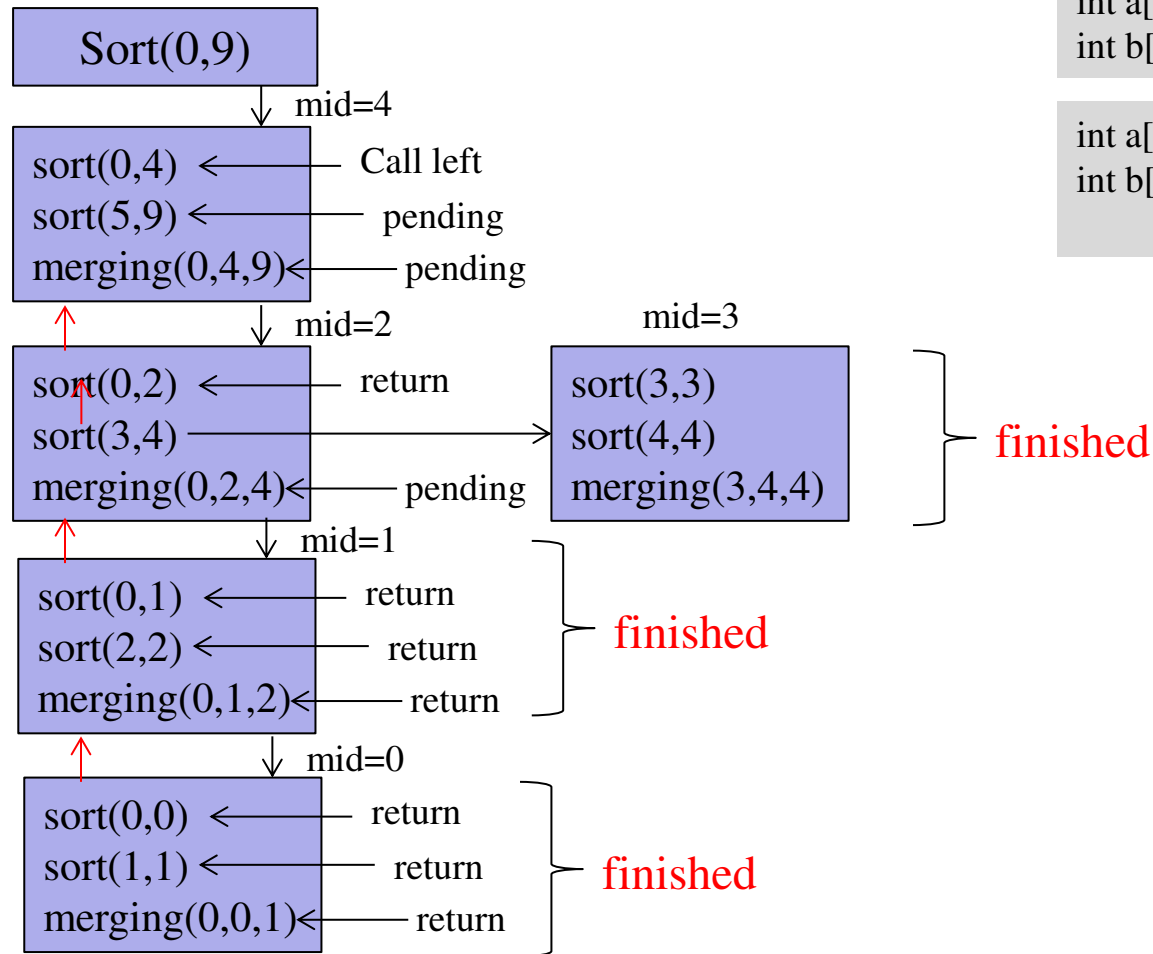 int a[
int b[
Sort(0,9)
mid=4
int a[
int b[
sort(0,4)
Call left
sort(5,9)
pending
merging(0,4,9)
pending
mid=2
mid=3
sort(0,2)
return
sort(3,4)
merging(0,2,4)
pending
sort(3,3)
sort(4,4)
merging(3,4,4)
finished
mid=1
sort(0,1)
return
sort(2,2)
return
merging(0,1,2)
return
finished
mid=0
sort(0,0)
return
sort(1,1)
return
merging(0,0,1)
return
finished